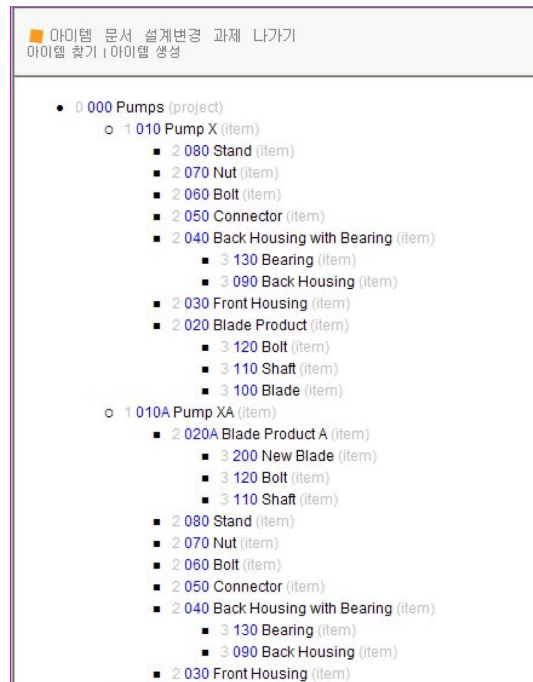 아이템 문서 설계변경 과제 나가기
아이템 찾기 | 아이템 생성
0 000 Pumps (project)
1 010 Pump X (item)
2 080 Stand (item)
2 070 Nut (item)
2 060 Bolt (item)
2 050 Connector (item)
2 040 Back Housing with Bearing (item)
3 130 Bearing (item)
3 090 Back Housing (item)
2 030 Front Housing (item)
2 020 Blade Product (item)
3 120 Bolt (item)
3 110 Shaft (item)
3 100 Blade (item)
1 010A Pump XA (item)
2 020A Blade Product A (item)
3 200 New Blade (item)
3 120 Bolt (item)
3 110 Shaft (item)
2 080 Stand (item)
2 070 Nut (item)
2 060 Bolt (item)
2 050 Connector (item)
2 040 Back Housing with Bearing (item)
3 130 Bearing (item)
3 090 Back Housing (item)
2 030 Front Housing (item)